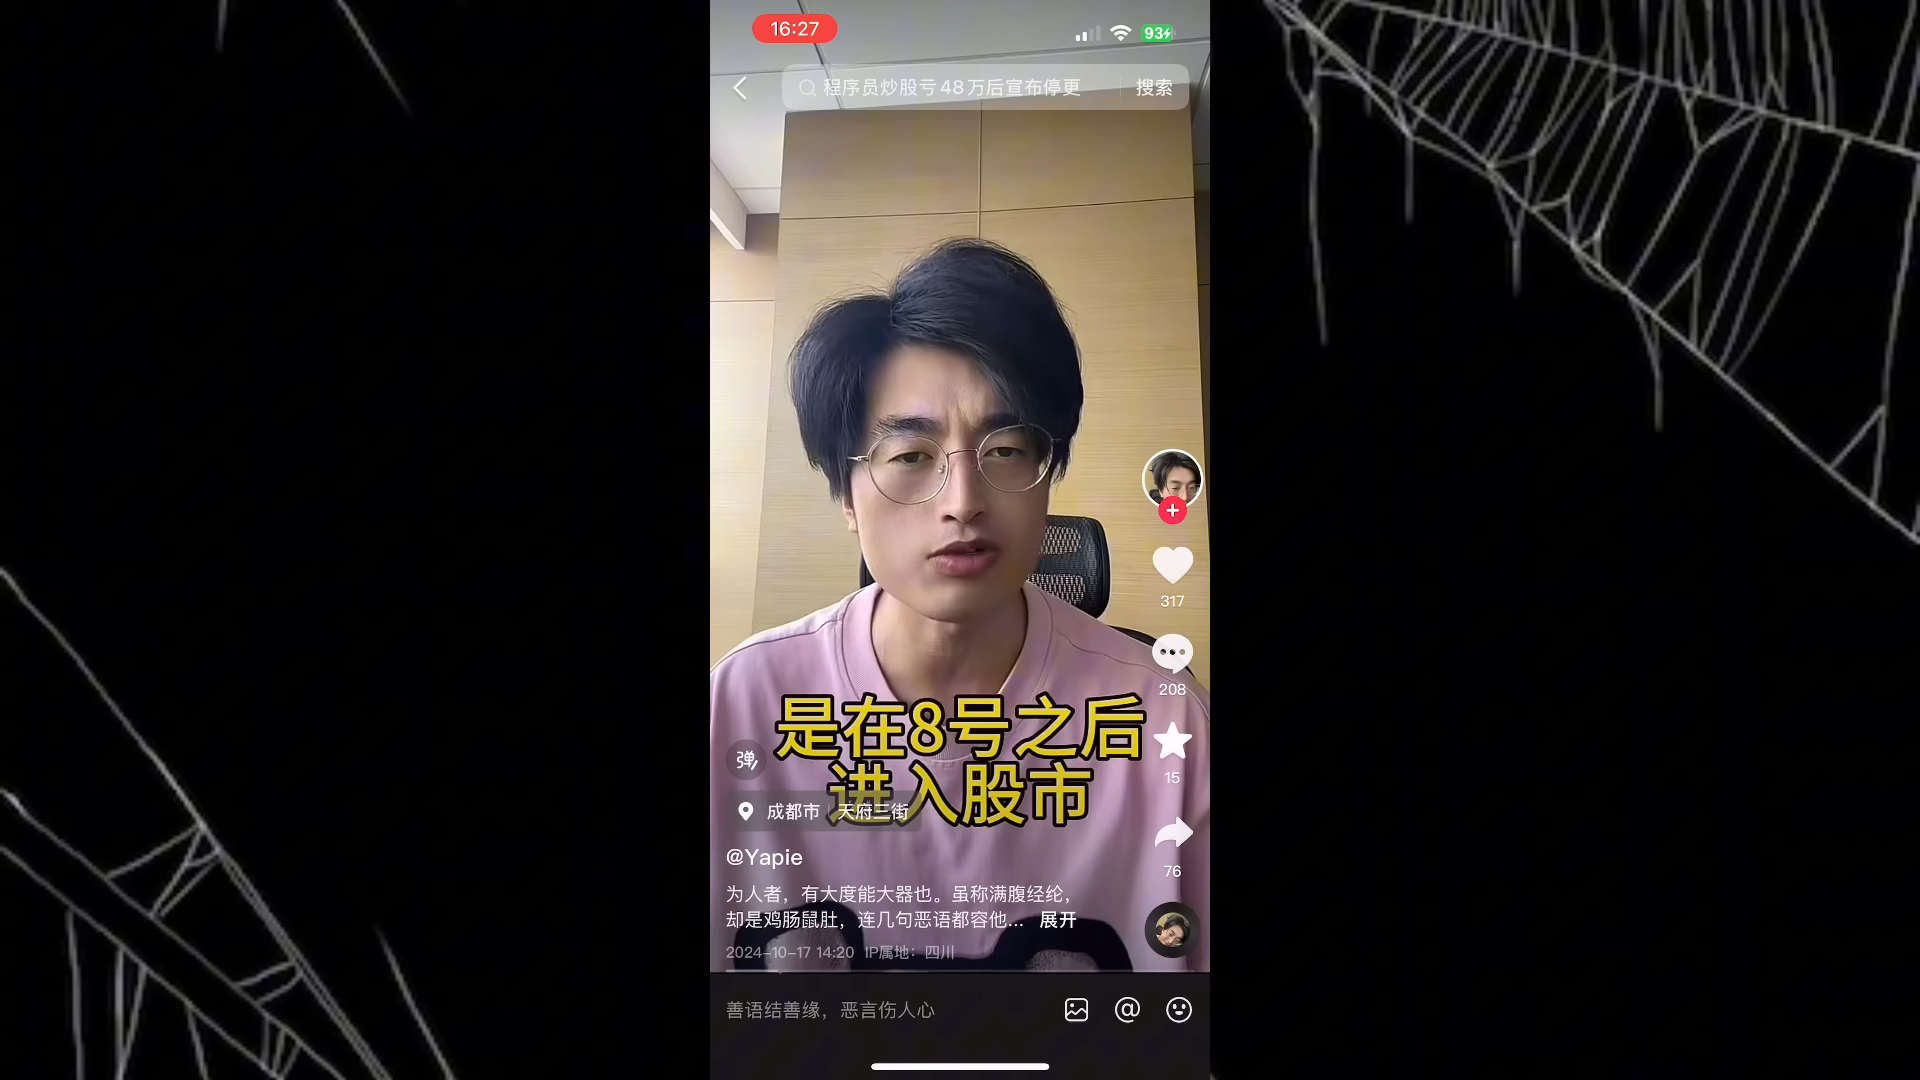 16:27
93
程序员炒股亏48万后宣布停更
搜索
317
208
是在8号之后
进入股市
弹
15
成都市
天府三街
76
@Yapie
为人者，有大度能大器也。虽称满腹经纶，
却是鸡肠鼠肚，连几句恶语都容他... 展开
2024-10-17 14:20 IP属地：四川
善语结善缘，恶言伤人心
@